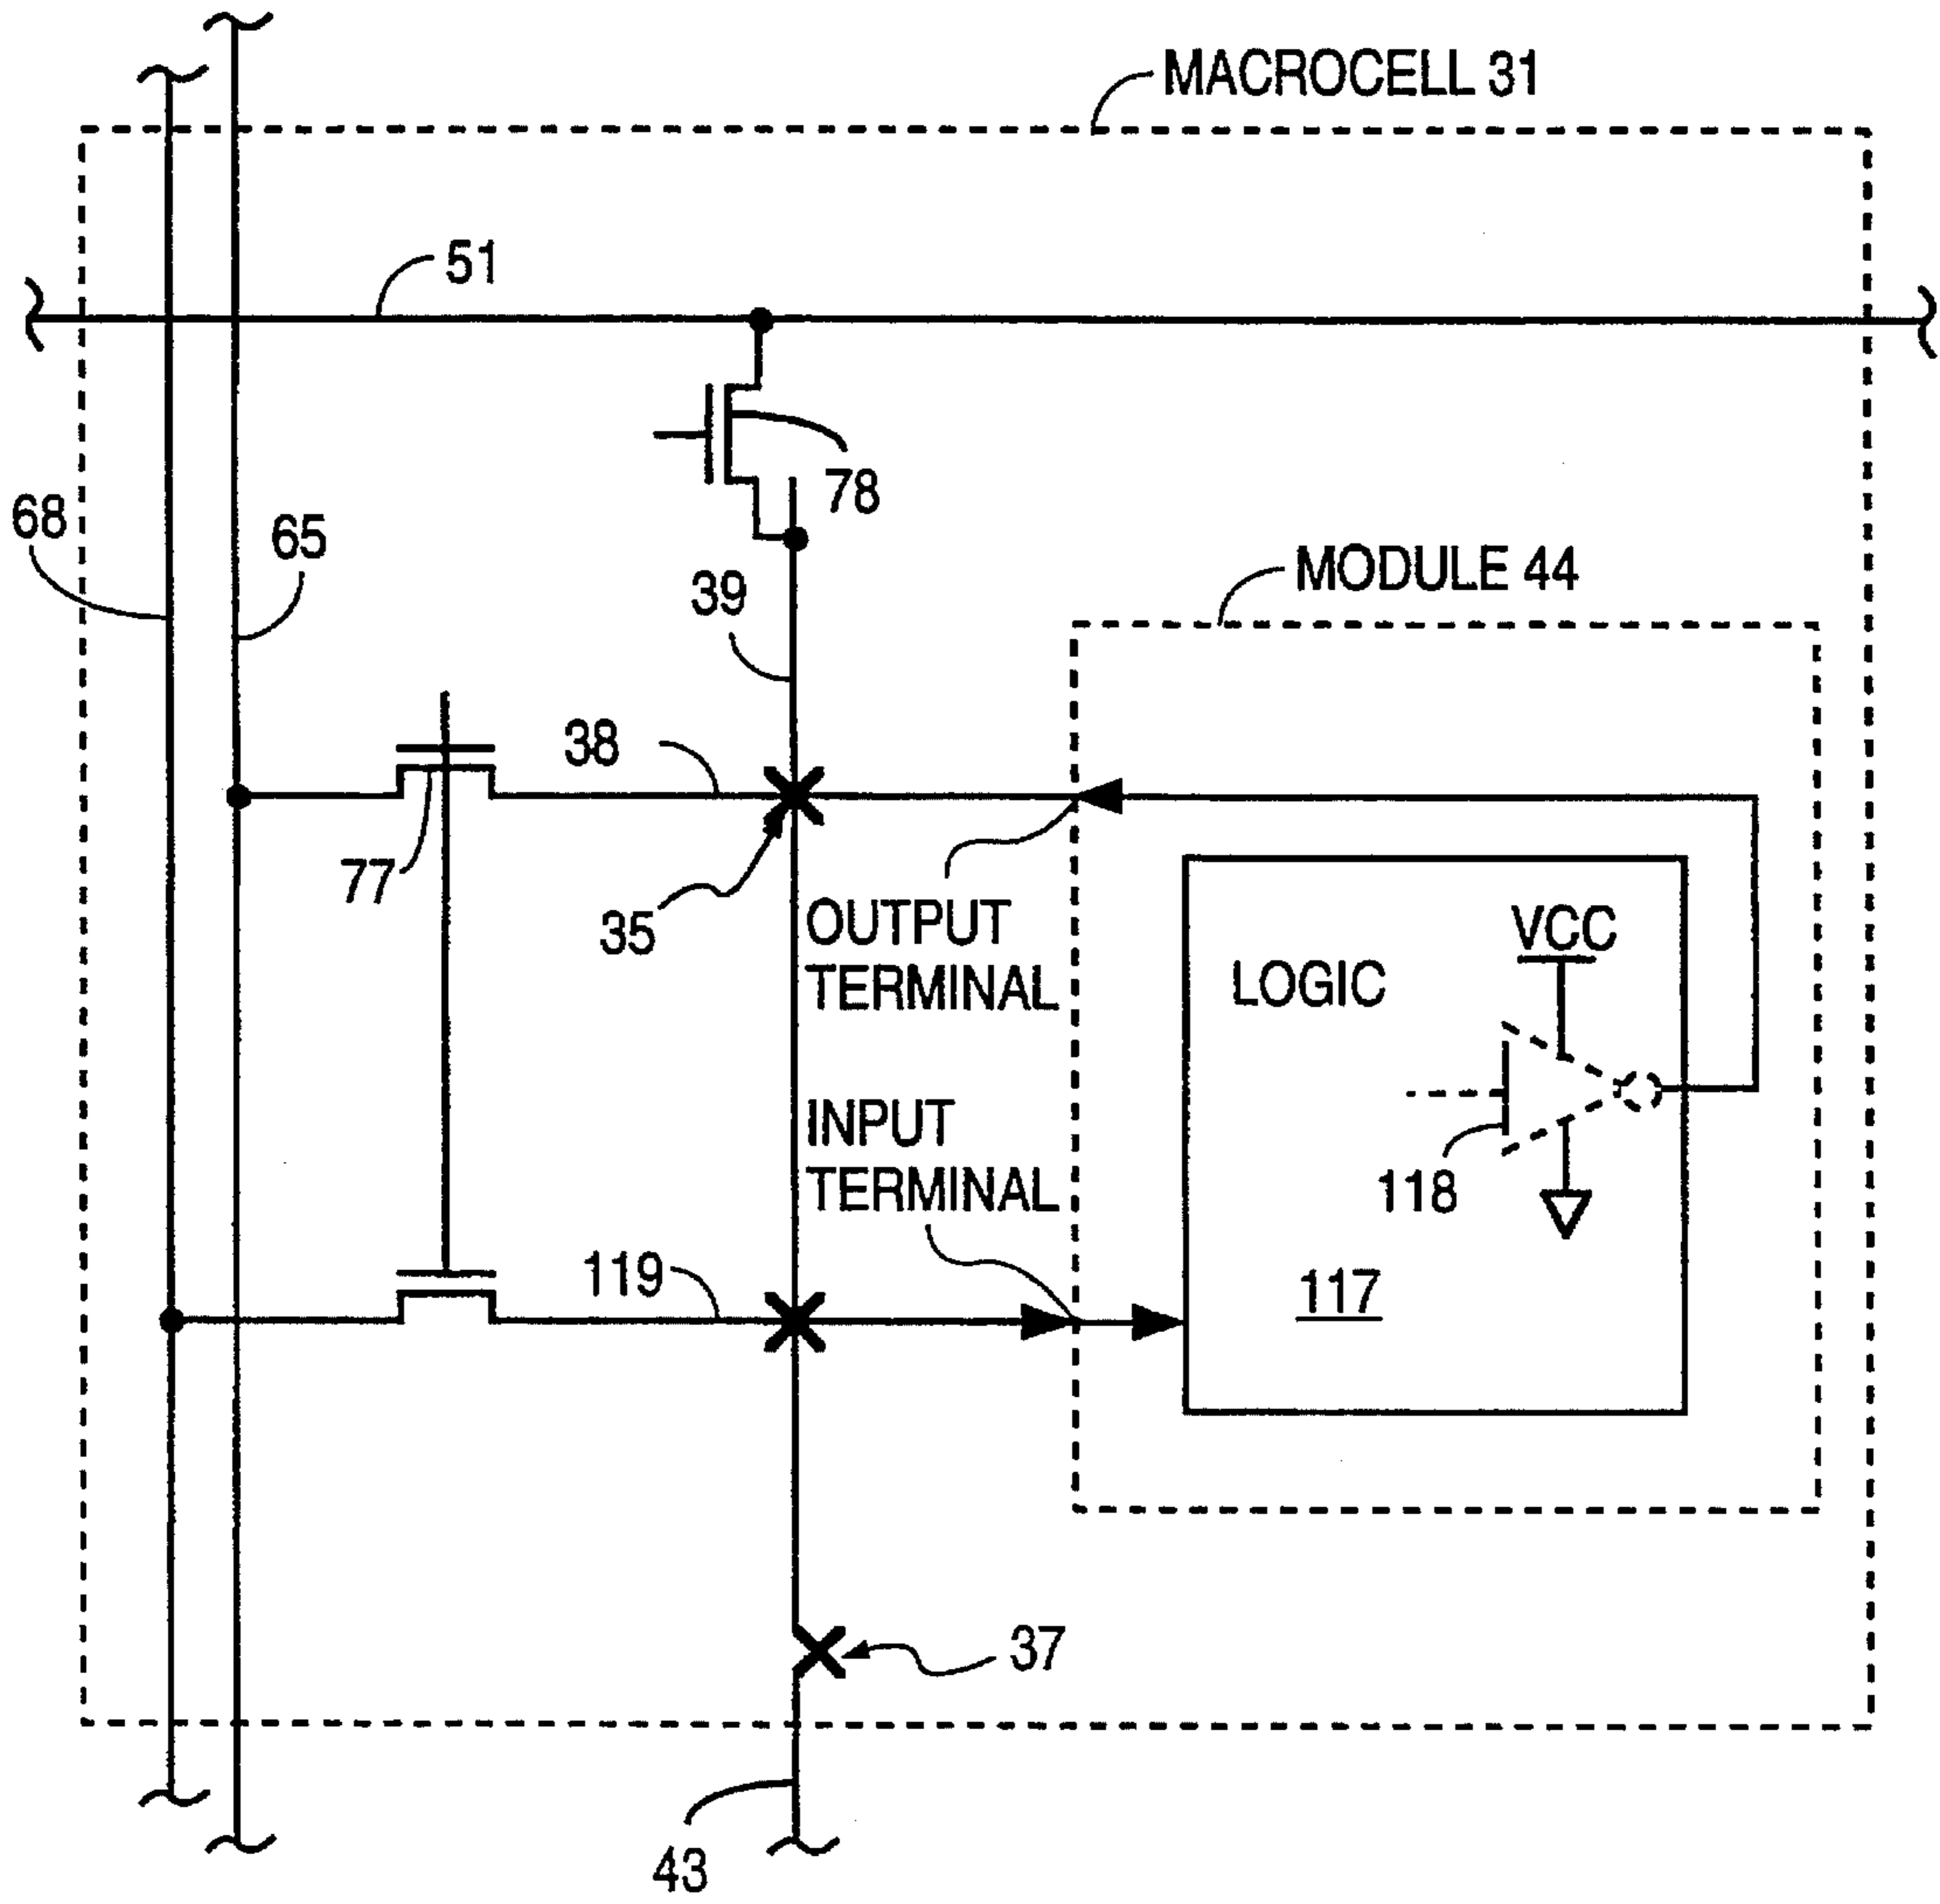 MACROCELL 31
51
78
68
65
39
MODULE 44
38
77
35
OUTPUT
TERMINAL
VCC
LOGIC
INPUT
TERMINAL
118
119
117
37
43